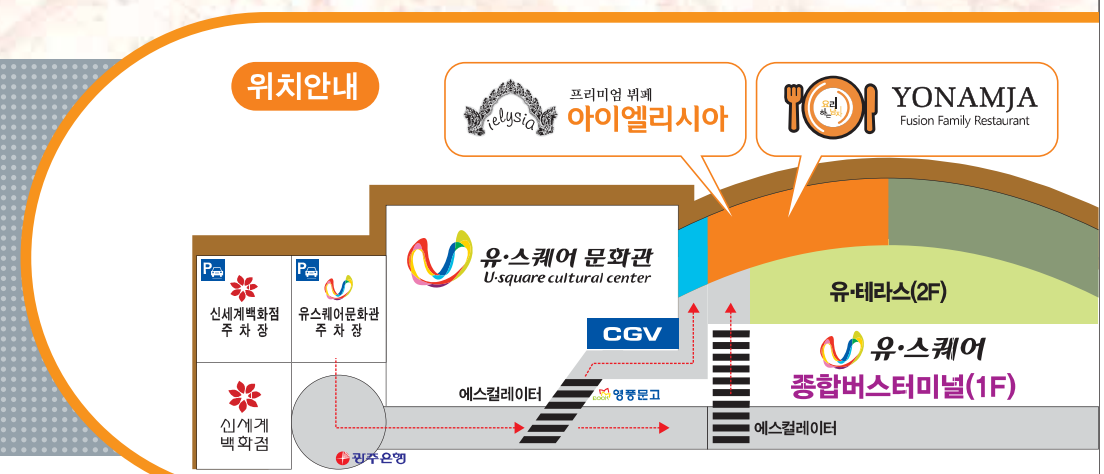 위치안내
ielysia
프리미엄 뷔페
아이엘리시아
요리
하는
YONAMJA
Fusion Family Restaurant
P
신세계백화점
주 차 장
P
유스퀘어문화관
주 차 장
유·스퀘어 문화관
U·square cultural center
CGV
유·테라스(2F)
유·스퀘어
종합버스터미널(1F)
에스컬레이터
영풍문고
신세계
백화점
에스컬레이터
광주은행